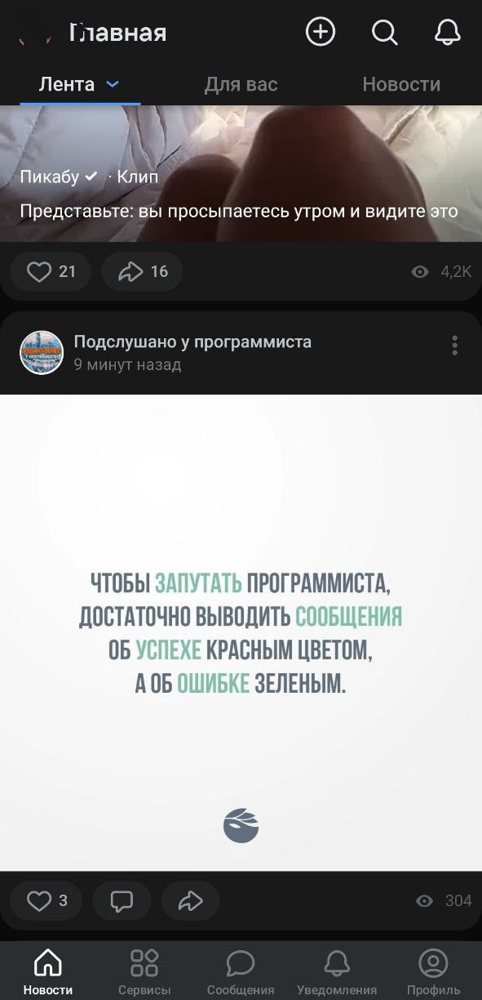 Главная
Лента
Для вас
Новости
Пикабу · Клип
Представьте: вы просыпаетесь утром и видите это
21
16
4,2K
Подслушано у программиста
9 минут назад
ЧТОБЫ ЗАПУТАТЬ ПРОГРАММИСТА,
ДОСТАТОЧНО ВЫВОДИТЬ СООБЩЕНИЯ
ОБ УСПЕХЕ КРАСНЫМ ЦВЕТОМ,
А ОБ ОШИБКЕ ЗЕЛЕНЫМ.
3
304
Новости
Сервисы
Сообщения
Уведомления
Профиль